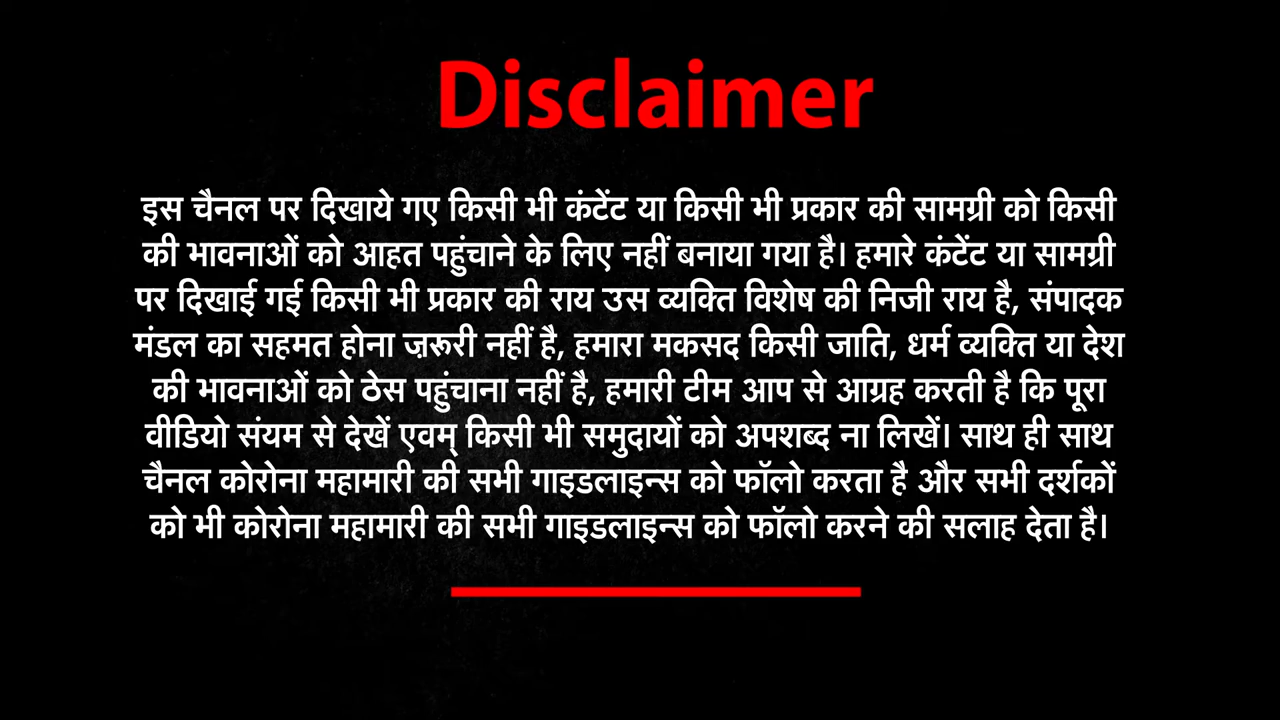 Disclaimer
इस चैनल पर दिखाये गए किसी भी कंटेंट या किसी भी प्रकार की सामग्री को किसी
की भावनाओं को आहत पहुंचाने के लिए नहीं बनाया गया है। हमारे कंटेंट या सामग्री
पर दिखाई गई किसी भी प्रकार की राय उस व्यक्ति विशेष की निजी राय है, संपादक
मंडल का सहमत होना ज़रूरी नहीं है, हमारा मकसद किसी जाति, धर्म व्यक्ति या देश
की भावनाओं को ठेस पहुंचाना नहीं है, हमारी टीम आप से आग्रह करती है कि पूरा
वीडियो संयम से देखें एवम् किसी भी समुदायों को अपशब्द ना लिखें। साथ ही साथ
चैनल कोरोना महामारी की सभी गाइडलाइन्स को फॉलो करता है और सभी दर्शकों
को भी कोरोना महामारी की सभी गाइडलाइन्स को फॉलो करने की सलाह देता है।